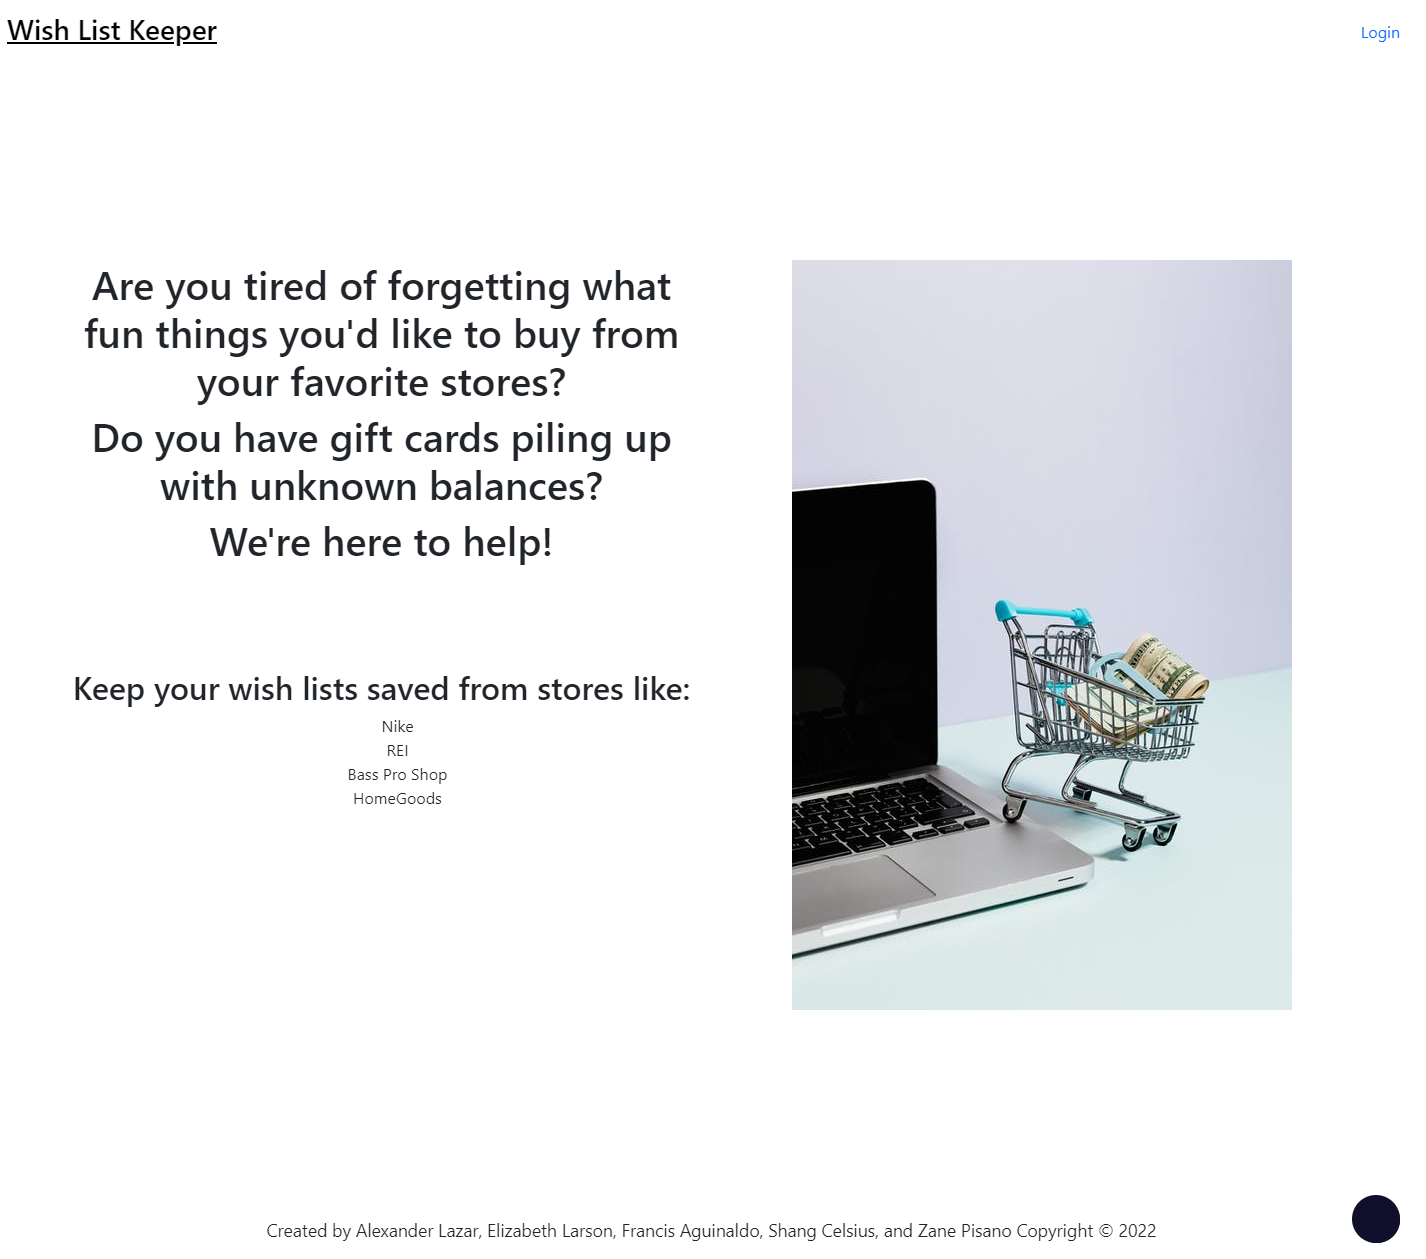 Wish List Keeper
Login
Are you tired of forgetting what
fun things you'd like to buy from
your favorite stores?
Do you have gift cards piling up
with unknown balances?
We're here to help!
Keep your wish lists saved from stores like:
Nike
REI
Bass Pro Shop
HomeGoods
Created by Alexander Lazar, Elizabeth Larson, Francis Aguinaldo, Shang Celsius, and Zane Pisano Copyright © 2022